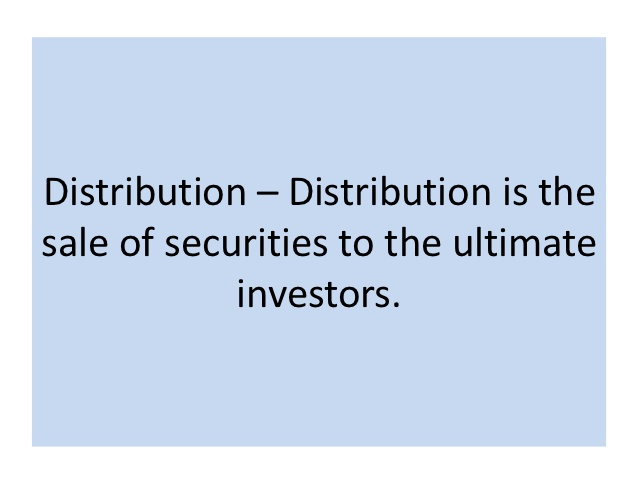 Distribution – Distribution is the
sale of securities to the ultimate
investors.